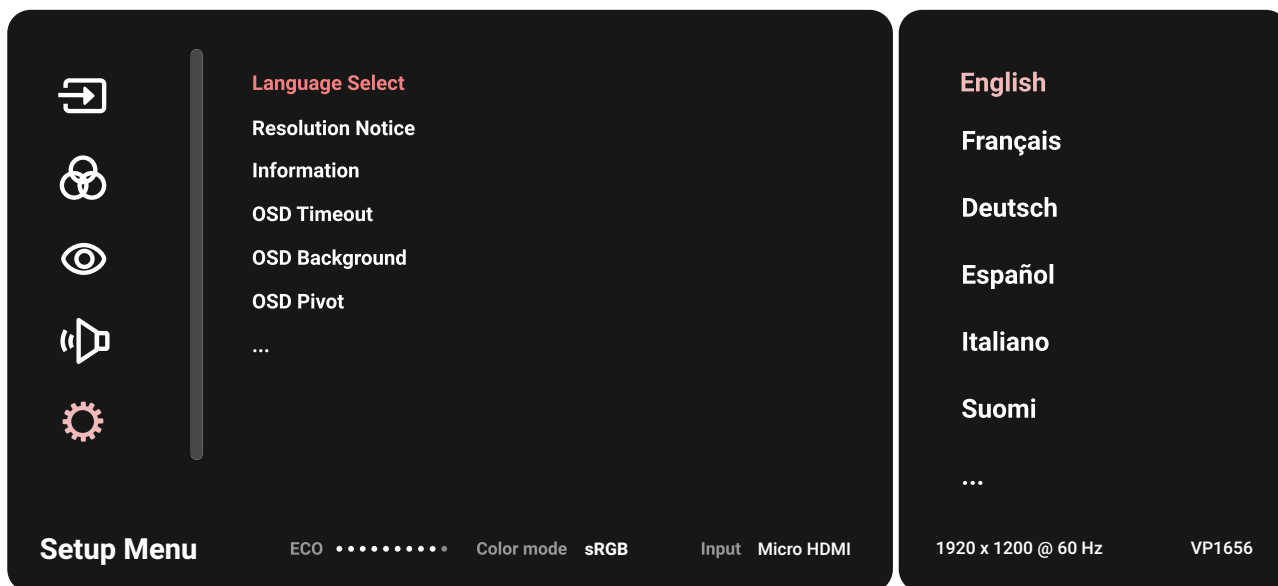 Language Select
Resolution Notice
Information
OSD Timeout
OSD Background
OSD Pivot
...
Setup Menu
ECO
Color mode sRGB
Input Micro HDMI
English
Français
Deutsch
Español
Italiano
Suomi
...
1920 x 1200 @ 60 Hz
VP1656